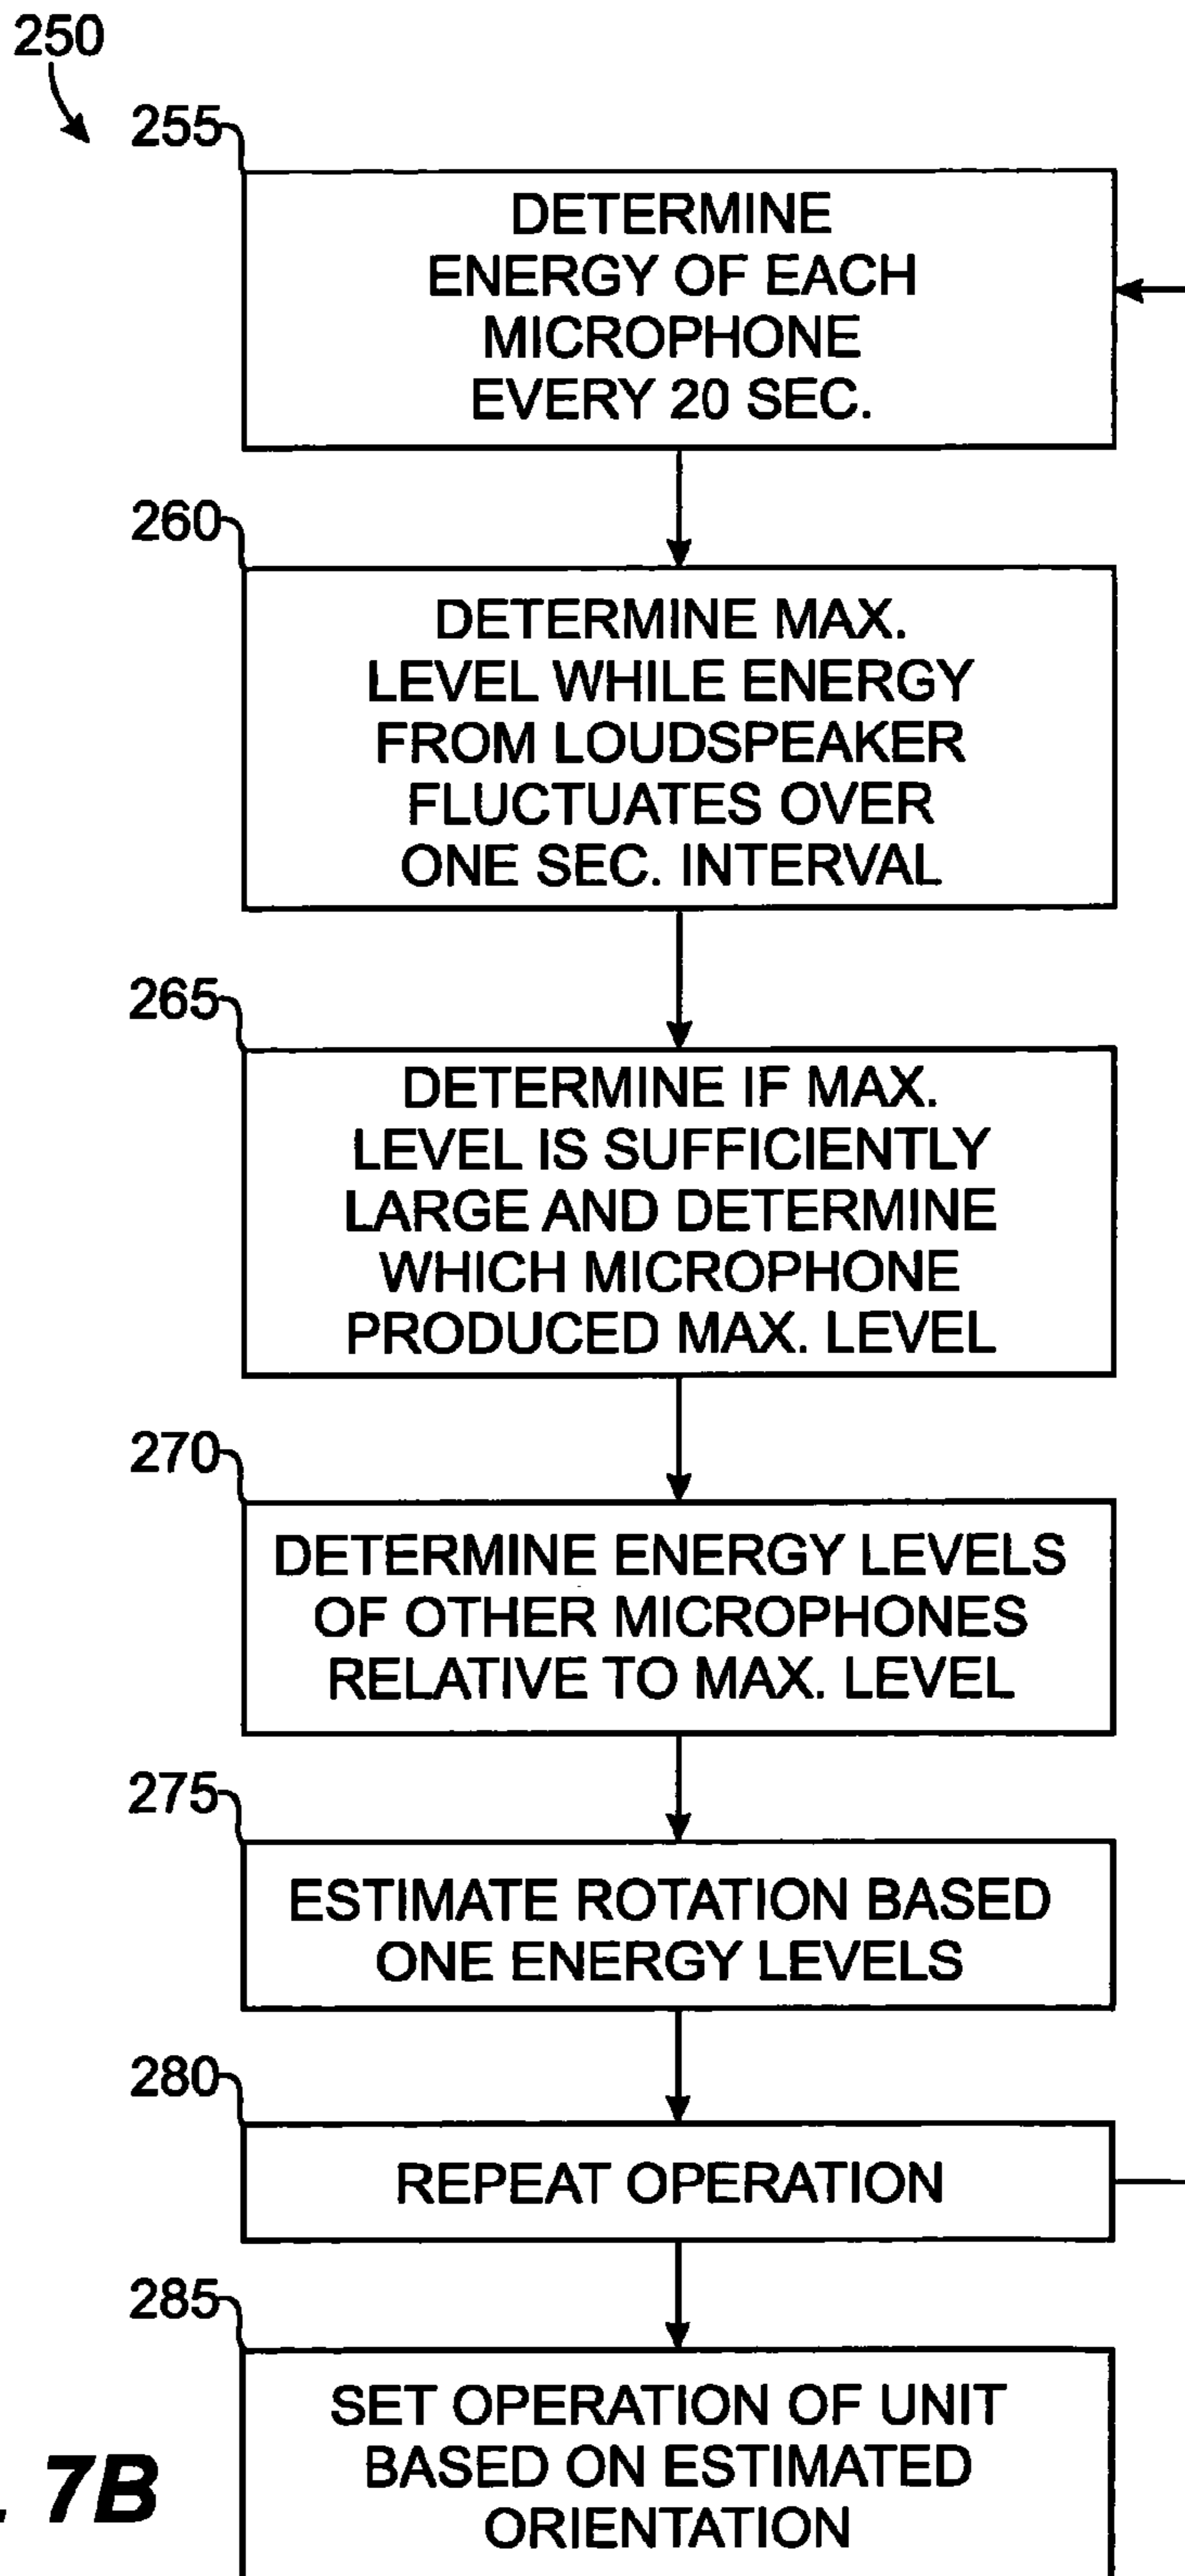 250
255
DETERMINE
ENERGY OF EACH
MICROPHONE
EVERY 20 SEC.
260
DETERMINE MAX.
LEVEL WHILE ENERGY
FROM LOUDSPEAKER
FLUCTUATES OVER
ONE SEC. INTERVAL
265
DETERMINE IF MAX.
LEVEL IS SUFFICIENTLY
LARGE AND DETERMINE
WHICH MICROPHONE
PRODUCED MAX. LEVEL
270
DETERMINE ENERGY LEVELS
OF OTHER MICROPHONES
RELATIVE TO MAX. LEVEL
275
ESTIMATE ROTATION BASED
ONE ENERGY LEVELS
280
REPEAT OPERATION
285
SET OPERATION OF UNIT
BASED ON ESTIMATED
ORIENTATION
. 7B